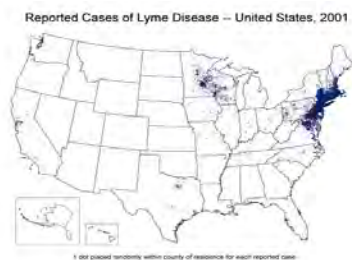 Reported Cases of Lyme Disease -- United States, 2001
1 dot placed randomly within county of residence for each reported case